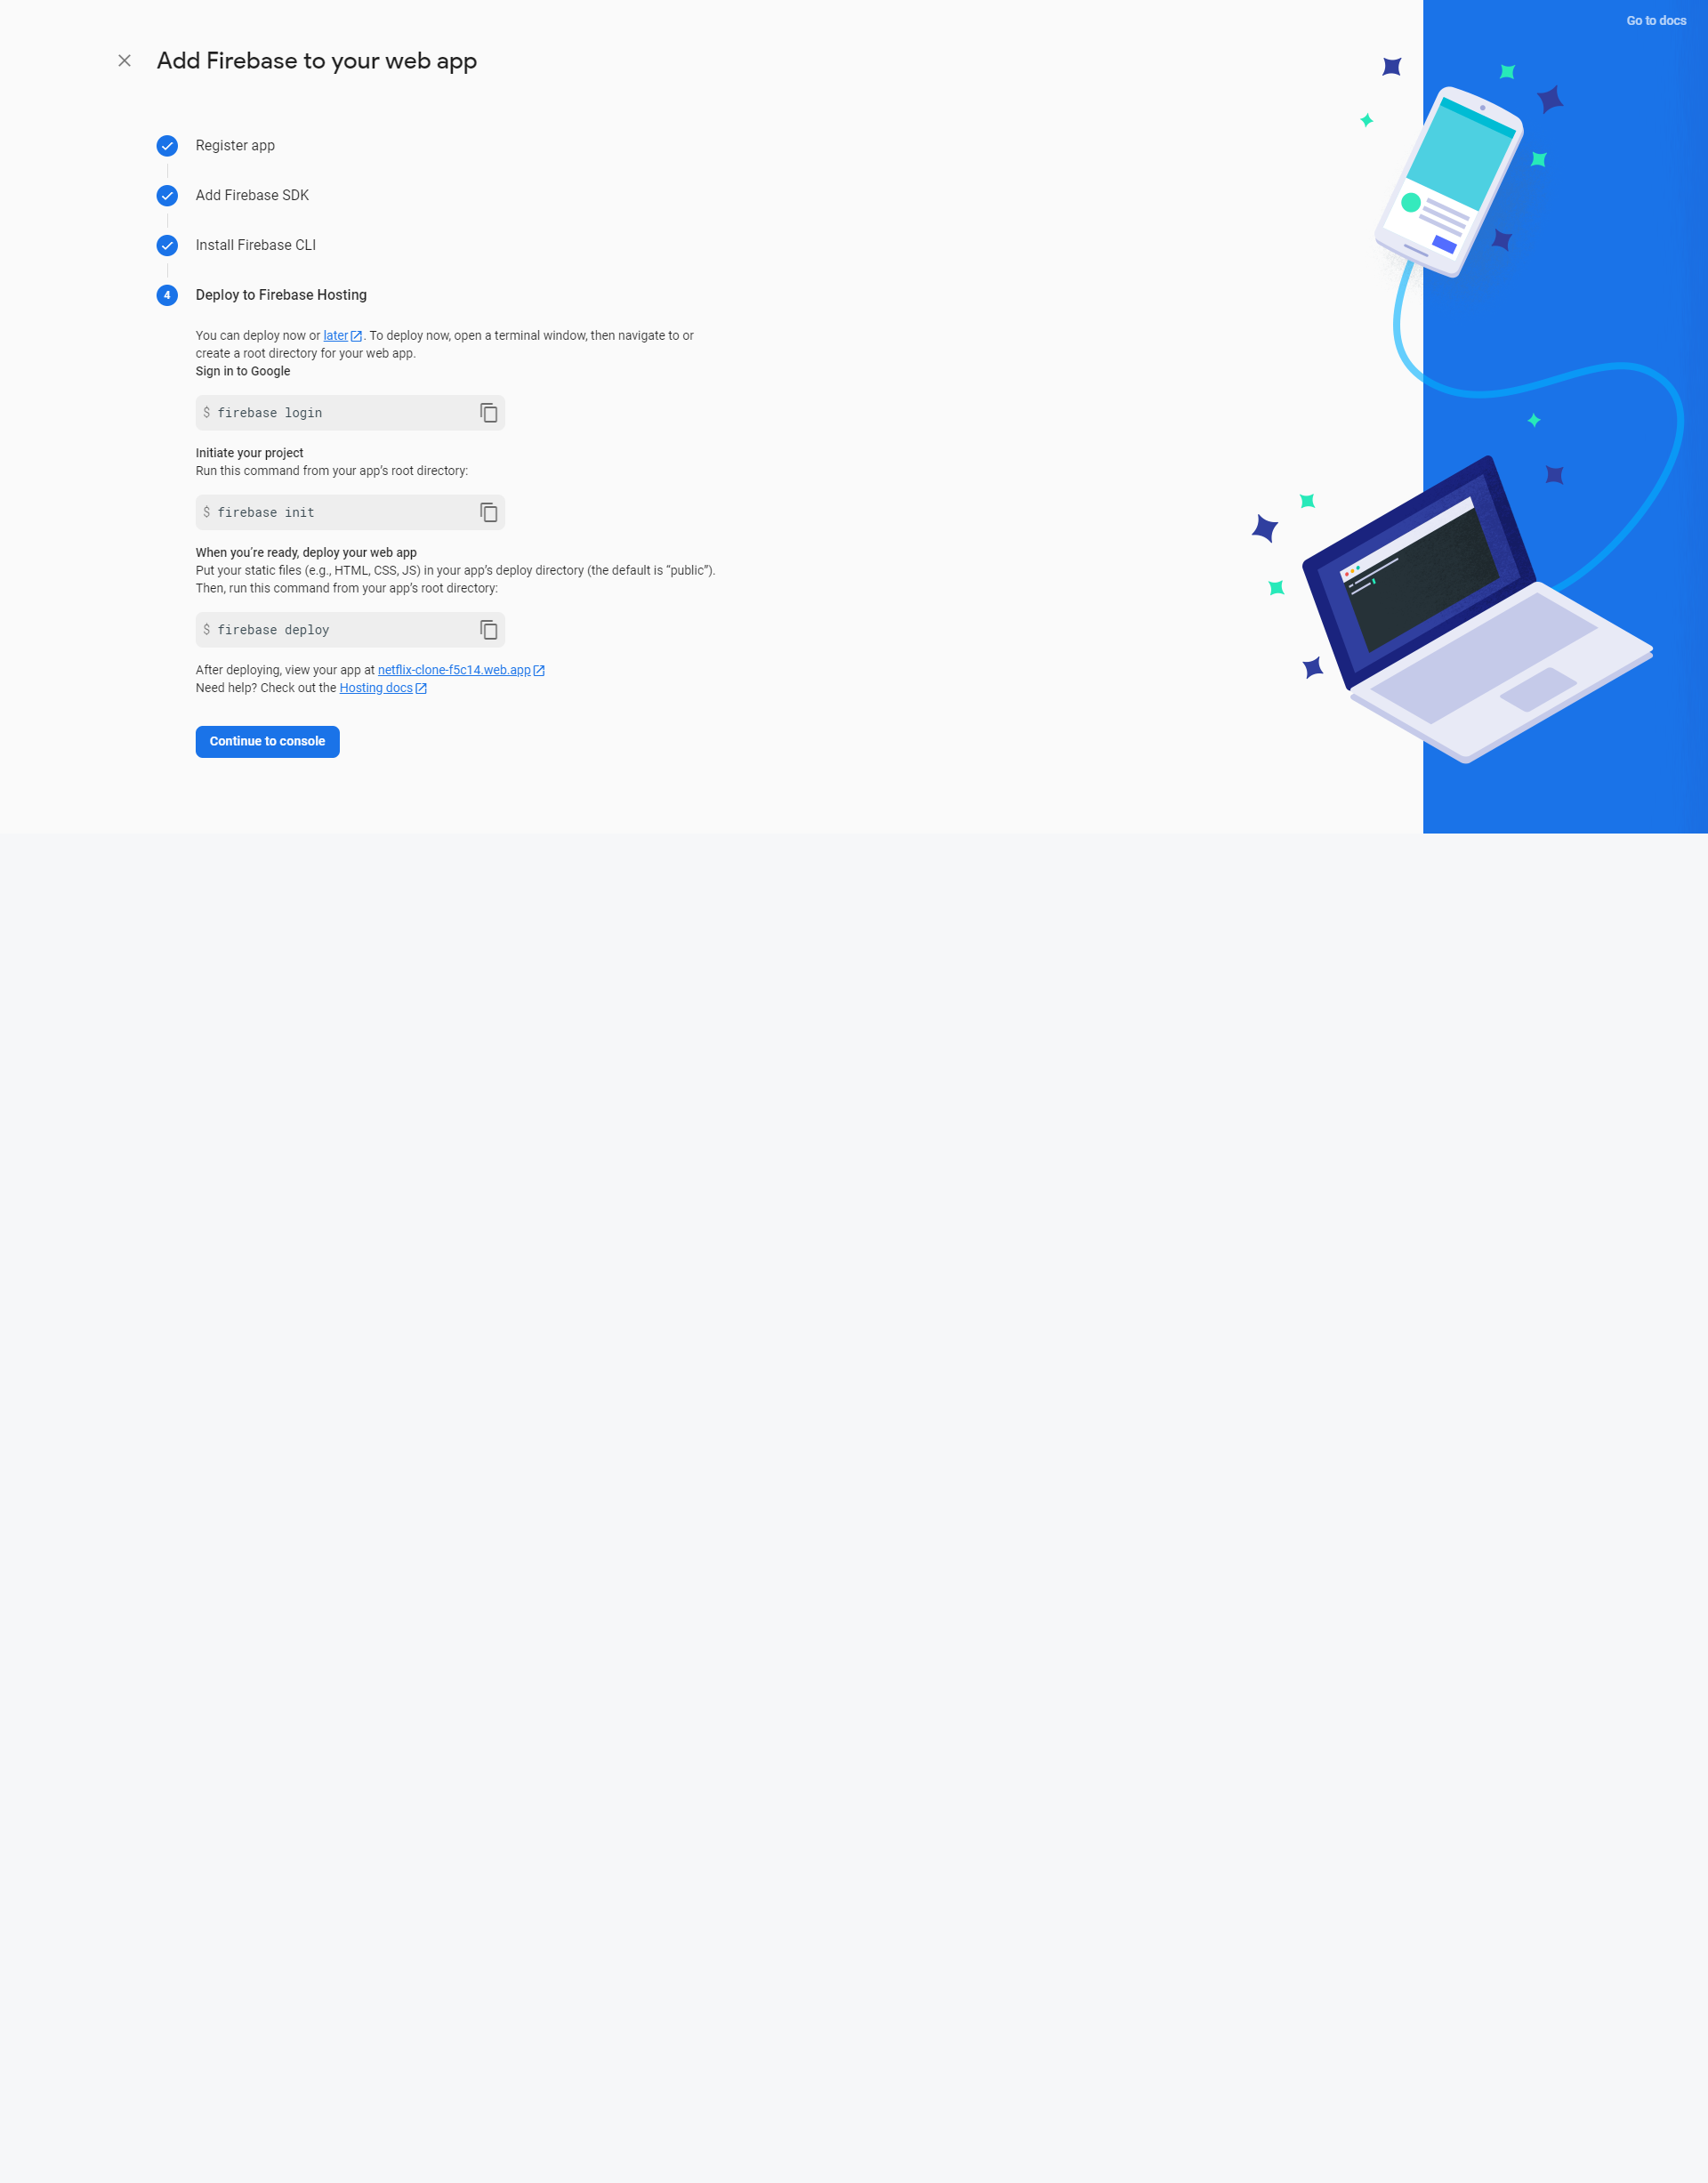 Go to docs
Add Firebase to your web app
Register app
Add Firebase SDK
Install Firebase CLI
4 Deploy to Firebase Hosting
You can deploy now or later. To deploy now, open a terminal window, then navigate to or
create a root directory for your web app.
Sign in to Google
$ firebase login
Initiate your project
Run this command from your app’s root directory:
$ firebase init
When you’re ready, deploy your web app
Put your static files (e.g., HTML, CSS, JS) in your app’s deploy directory (the default is “public”).
Then, run this command from your app’s root directory:
$ firebase deploy
After deploying, view your app at netflix-clone-f5c14.web.app
Need help? Check out the Hosting docs
Continue to console